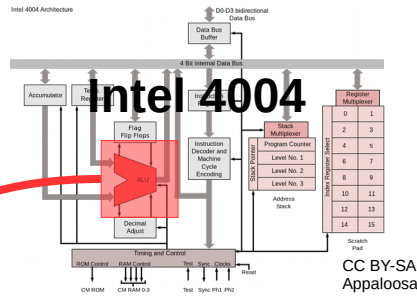 Intel 4004 Architecture
D0-D3 bidirectional
Data Bus
Data Bus
Buffer
4 Bit internal Data Bus
Accumulator
Register
Multiplexer
Intel 4004
Flag
Flip Flops
Stack
Multiplexer
Instruction
Decoder and
Machine
Cycle
Encoding
Stack Pointer
Program Counter
Level No. 1
Level No. 2
Level No. 3
Address
Stack
Index Register Select
0 1
2 3
4 5
6 7
8 9
10 11
12 13
14 15
Scratch
Pad
ALU
Decimal
Adjust
Timing and Control
ROM Control RAM Control Test Sync Clocks
Reset
CM ROM CM RAM 0-3 Test Sync Ph1 Ph2
CC BY-SA
Appaloosa